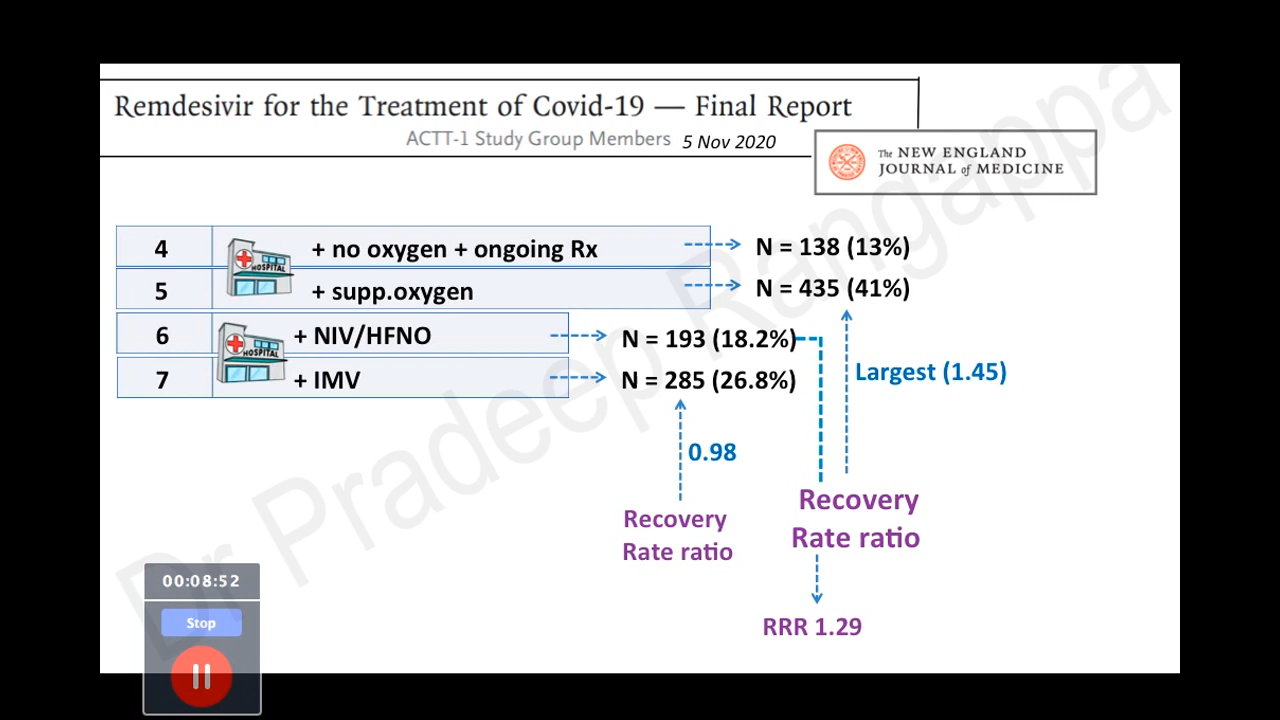 Remdesivir for the Treatment of Covid-19 — Final Report
ACTT-1 Study Group Members 5 Nov 2020
The NEW ENGLAND
JOURNAL of MEDICINE
4 HOSPITAL + no oxygen + ongoing Rx N = 138 (13%)
5 + supp.oxygen N = 435 (41%)
6 HOSPITAL + NIV/HFNO N = 193 (18.2%)
7 + IMV N = 285 (26.8%)
Largest (1.45)
0.98
Recovery
Rate ratio
Recovery
Rate ratio
RRR 1.29
Dr Pradeep Rangappa
00:08:52
Stop